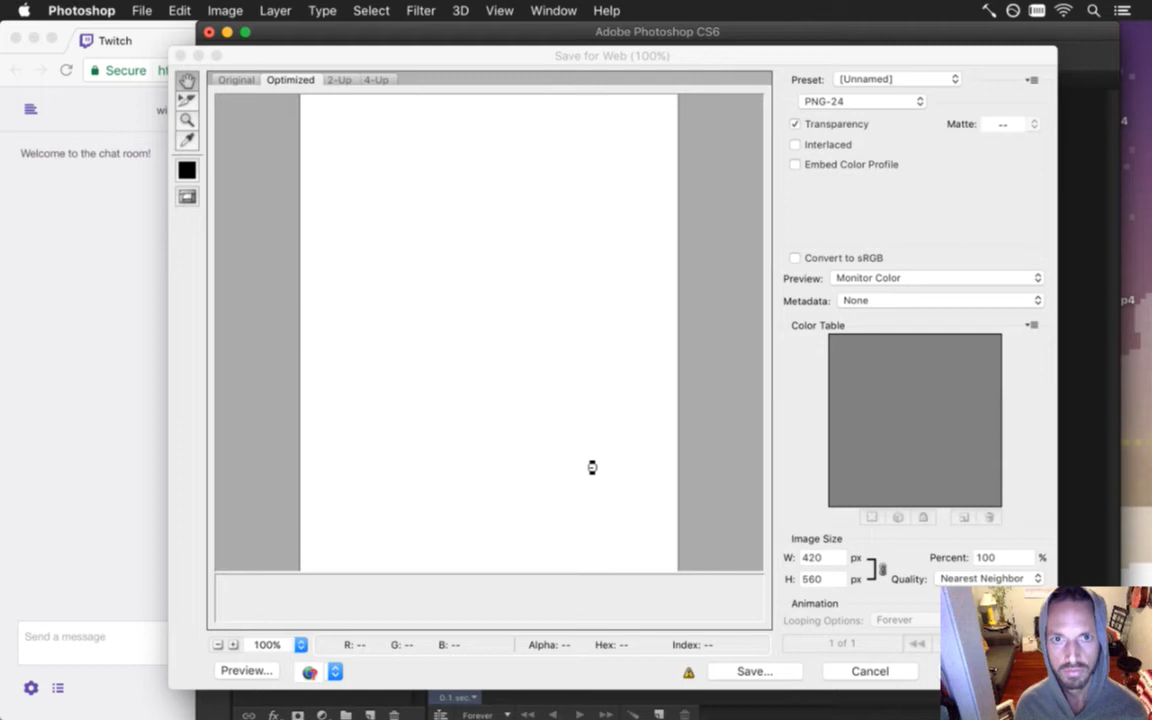 Photoshop File Edit Image Layer Type Select Filter 3D View Window Help
Adobe Photoshop CS6
Twitch
Save for Web (100%)
Secure
Original Optimized 2-Up 4-Up
Preset: [Unnamed]
PNG-24
Transparency Matte: --
Interlaced
Embed Color Profile
Welcome to the chat room!
Convert to sRGB
Preview: Monitor Color
Metadata: None
Color Table
Image Size
W: 420 px Percent: 100 %
H: 560 px Quality: Nearest Neighbor
Animation
Looping Options: Forever
Send a message
100% R: -- G: -- B: -- Alpha: -- Hex: -- Index: --
1 of 1
Preview... Save... Cancel
0.1 sec.
Forever